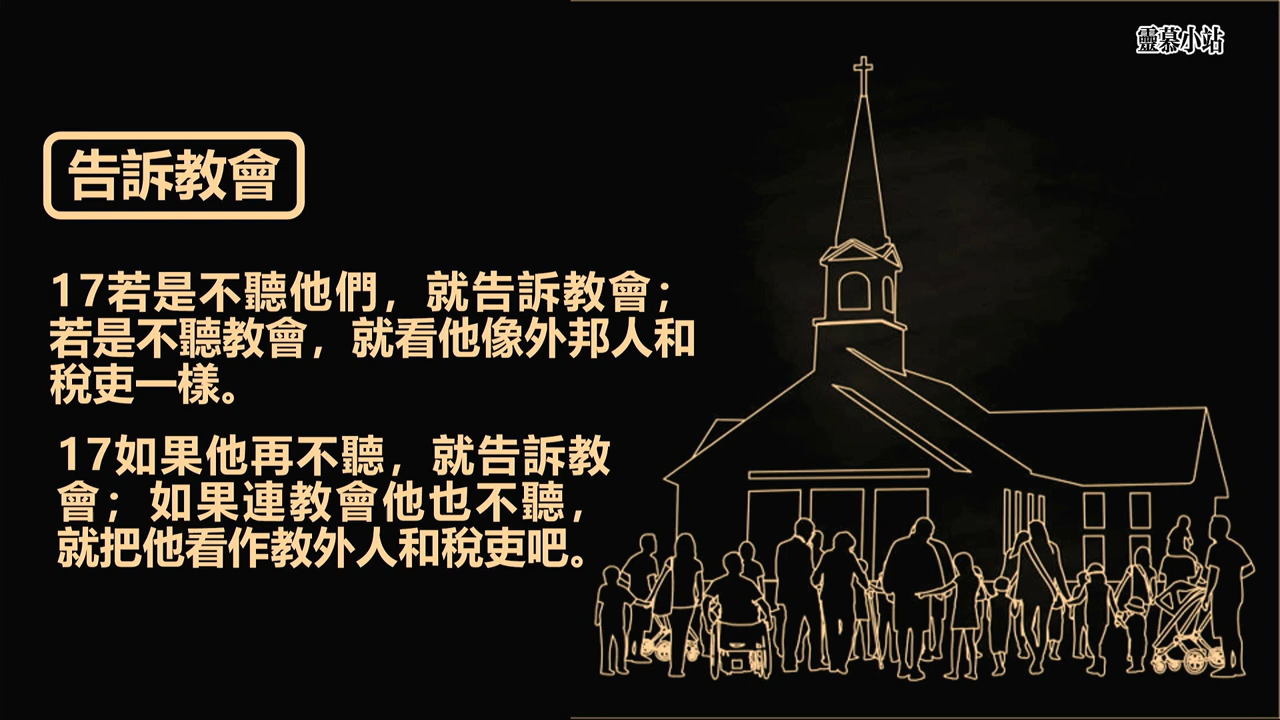 靈慕小站
告訴教會
17若是不聽他們，就告訴教會；
若是不聽教會，就看他像外邦人和
稅吏一樣。
17如果他再不聽，就告訴教
會；如果連教會他也不聽，
就把他看作教外人和稅吏吧。